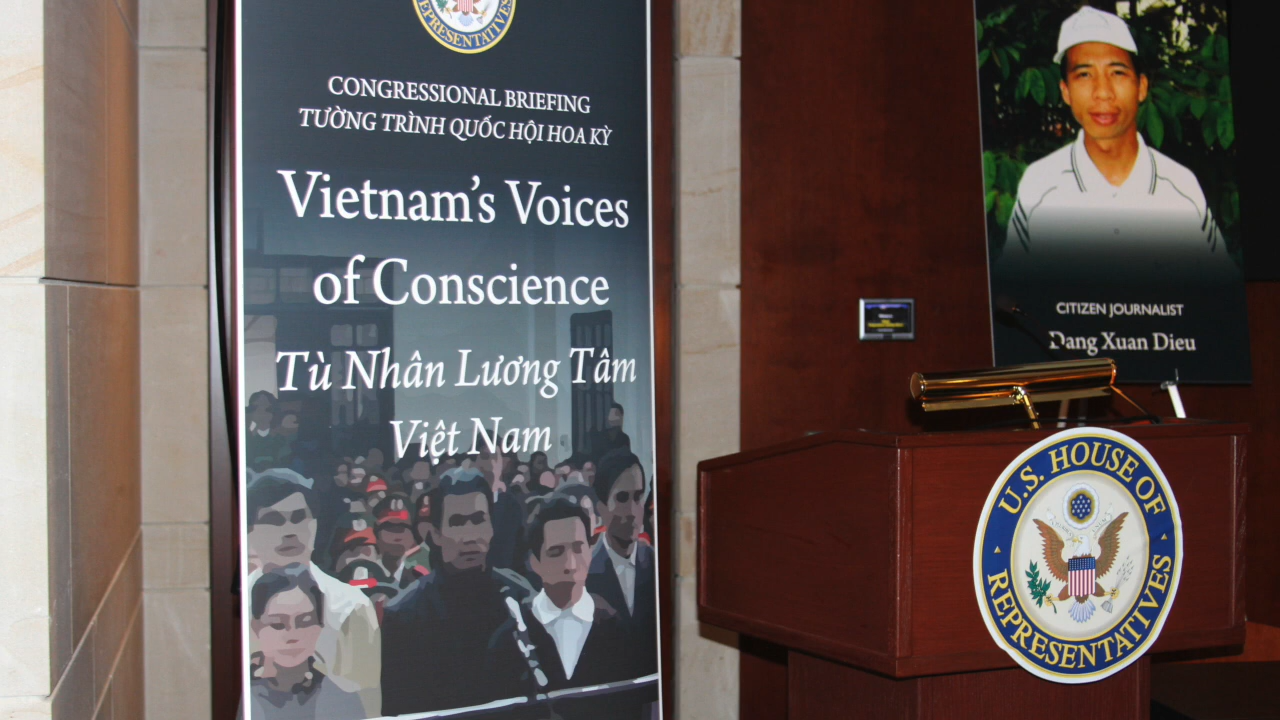 REPRESENTATIVES
CONGRESSIONAL BRIEFING
TƯỜNG TRÌNH QUỐC HỘI HOA KỲ
Vietnam's Voices
of Conscience
Tù Nhân Lương Tâm
Việt Nam
CITIZEN JOURNALIST
Dang Xuan Dieu
U.S. HOUSE OF
REPRESENTATIVES